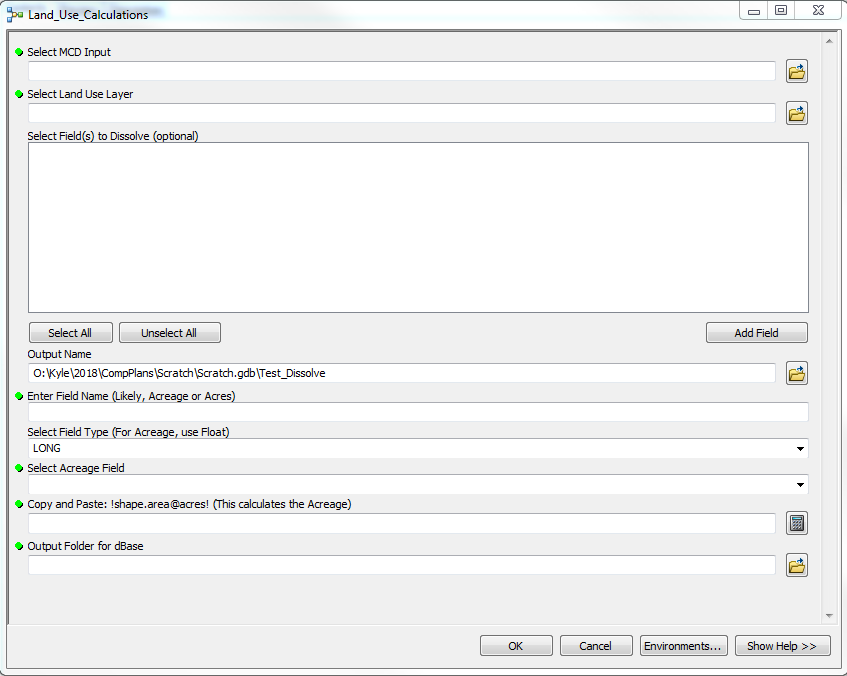 Land_Use_Calculations
Select MCD Input
Select Land Use Layer
Select Field(s) to Dissolve (optional)
Select All
Unselect All
Add Field
Output Name
O:\Kyle\2018\CompPlans\Scratch\Scratch.gdb\Test_Dissolve
Enter Field Name (Likely, Acreage or Acres)
Select Field Type (For Acreage, use Float)
LONG
Select Acreage Field
Copy and Paste: !shape.area@acres! (This calculates the Acreage)
Output Folder for dBase
OK
Cancel
Environments...
Show Help >>